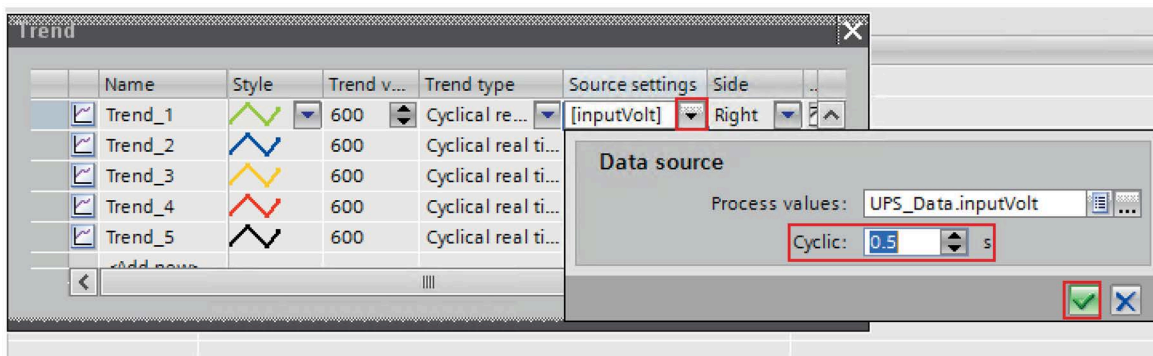 Trend
Name Style Trend v... Trend type Source settings Side ..
Trend_1 600 Cyclical re... [inputVolt] Right
Trend_2 600 Cyclical real ti...
Trend_3 600 Cyclical real ti...
Trend_4 600 Cyclical real ti...
Trend_5 600 Cyclical real ti...
<Add new>
Data source
Process values: UPS_Data.inputVolt ...
Cyclic: 0.5 s